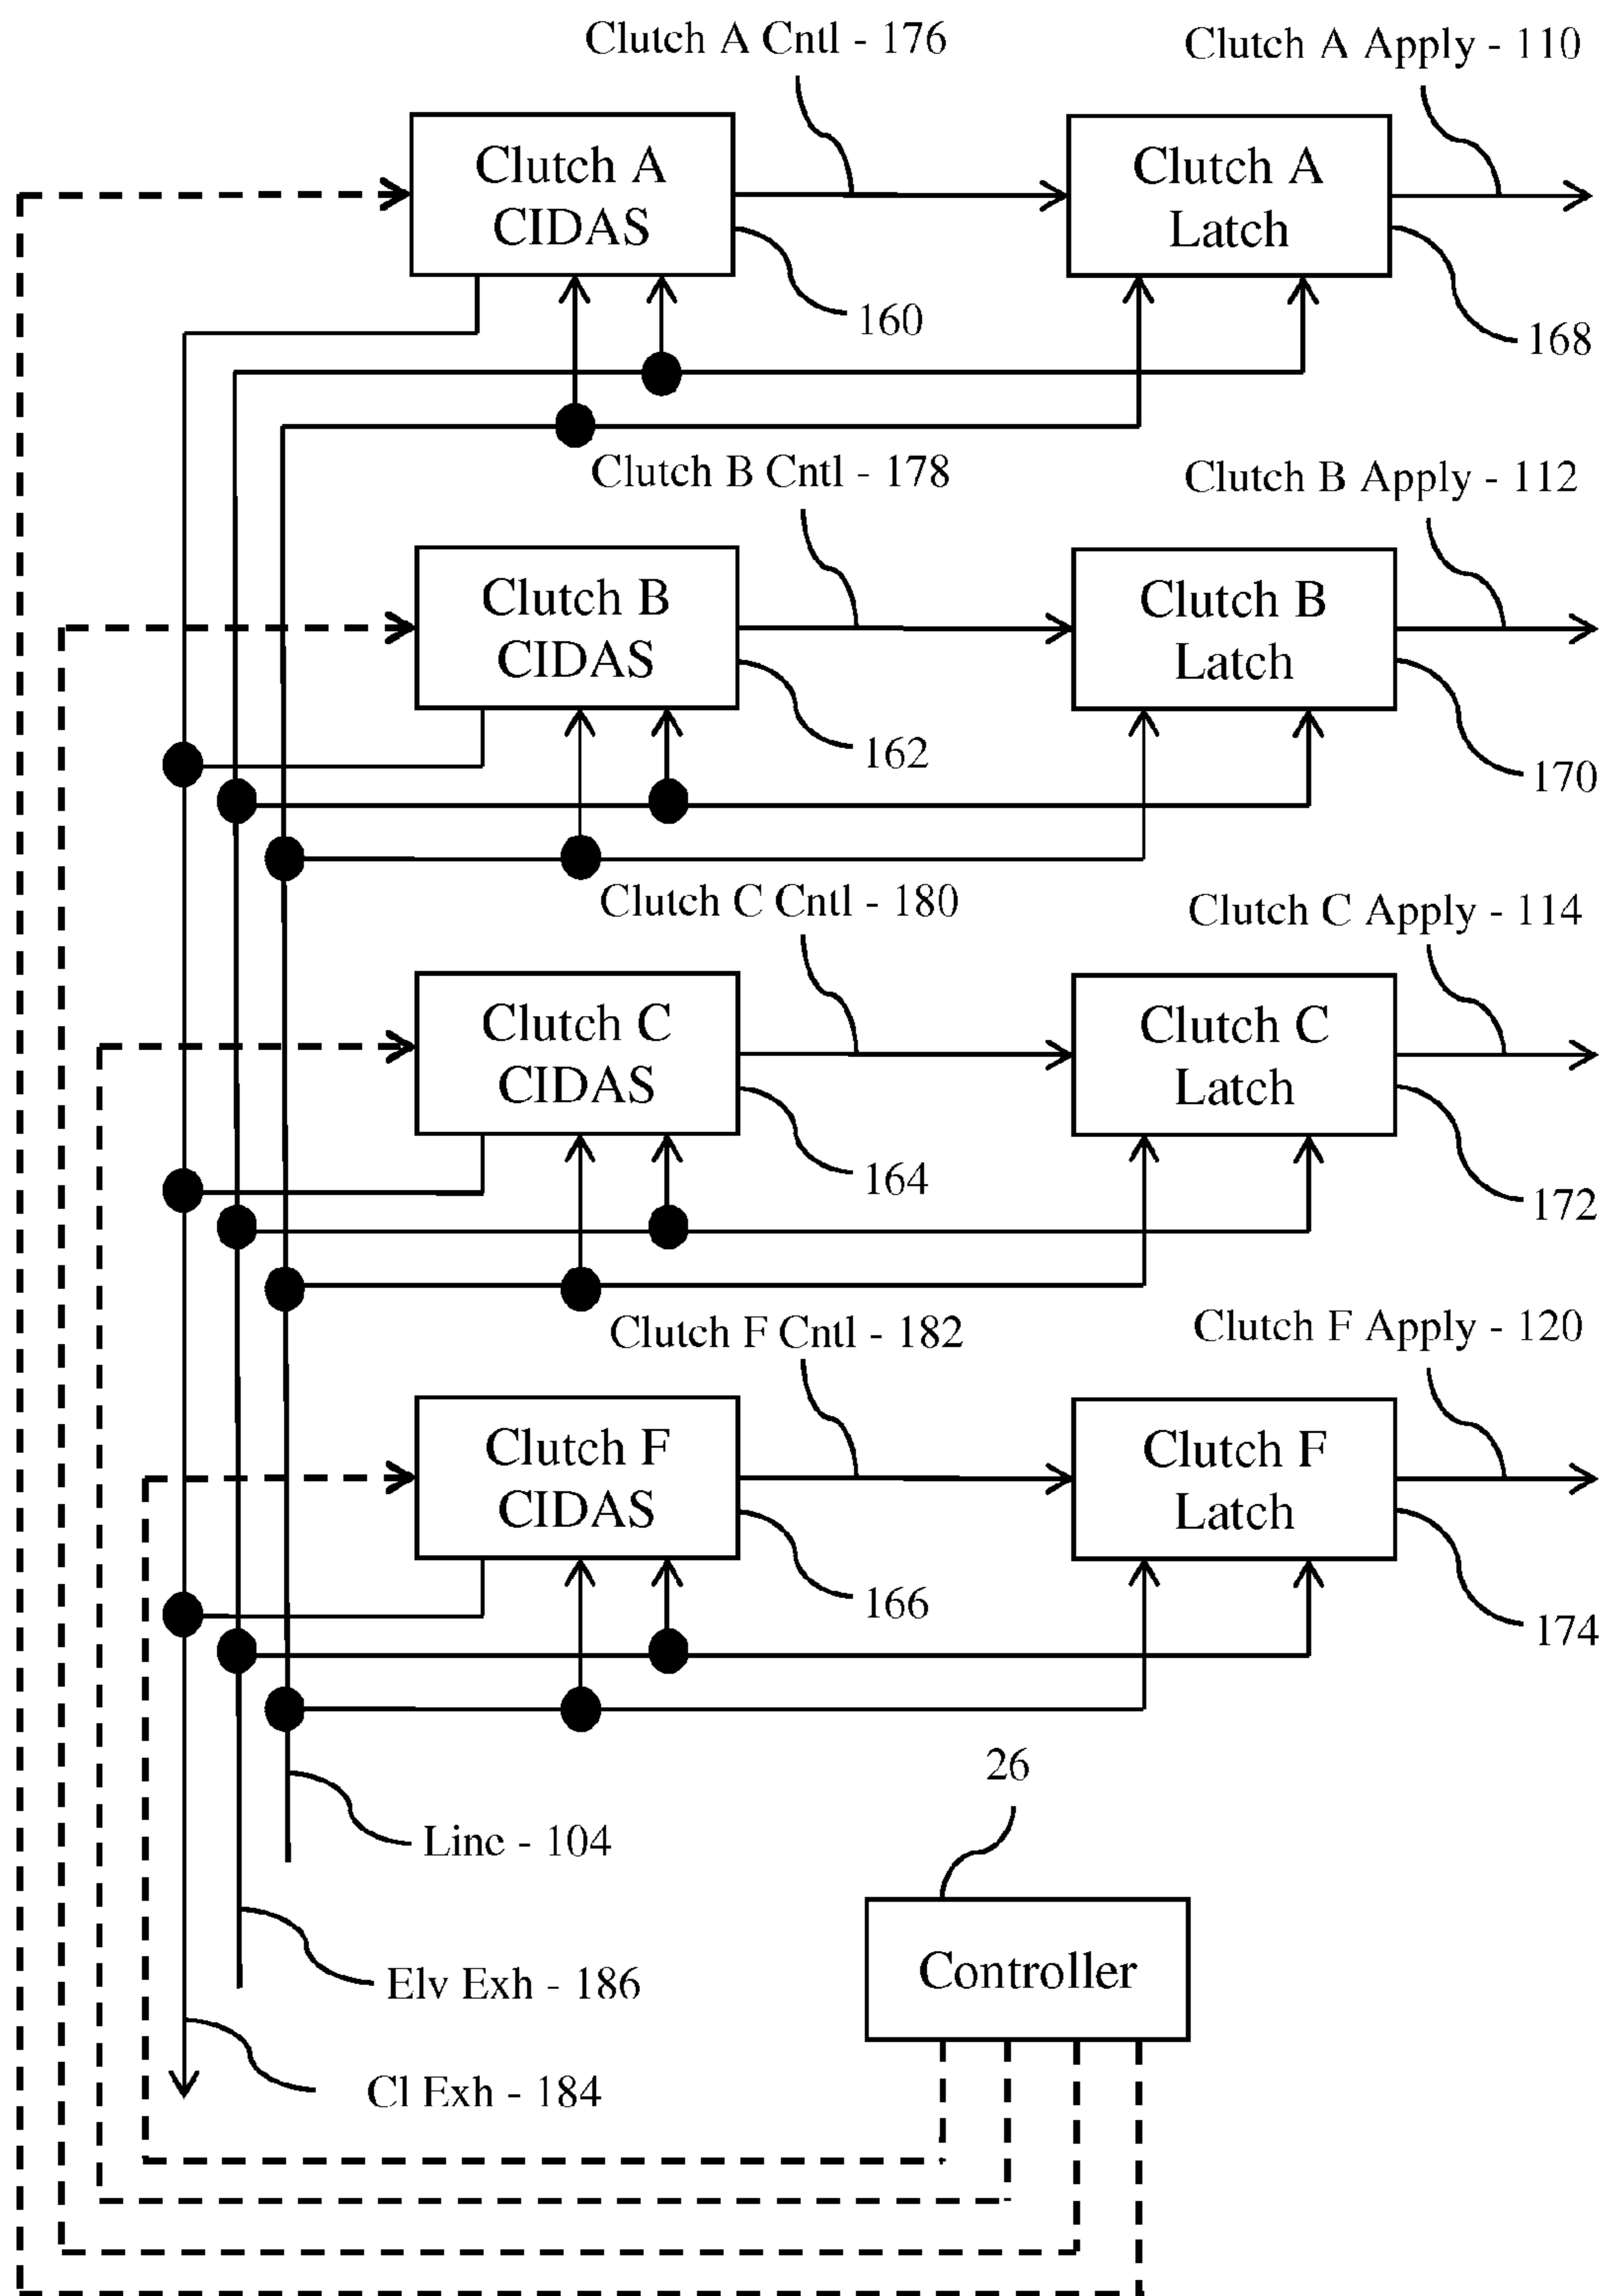 Clutch A Cntl - 176
Clutch A Apply - 110
Clutch A
CIDAS
Clutch A
Latch
160
168
Clutch B Cntl - 178
Clutch B Apply - 112
Clutch B
CIDAS
Clutch B
Latch
162
170
Clutch C Cntl - 180
Clutch C Apply - 114
Clutch C
CIDAS
Clutch C
Latch
164
172
Clutch F Cntl - 182
Clutch F Apply - 120
Clutch F
CIDAS
Clutch F
Latch
166
174
26
Line - 104
Controller
Elv Exh - 186
Cl Exh - 184